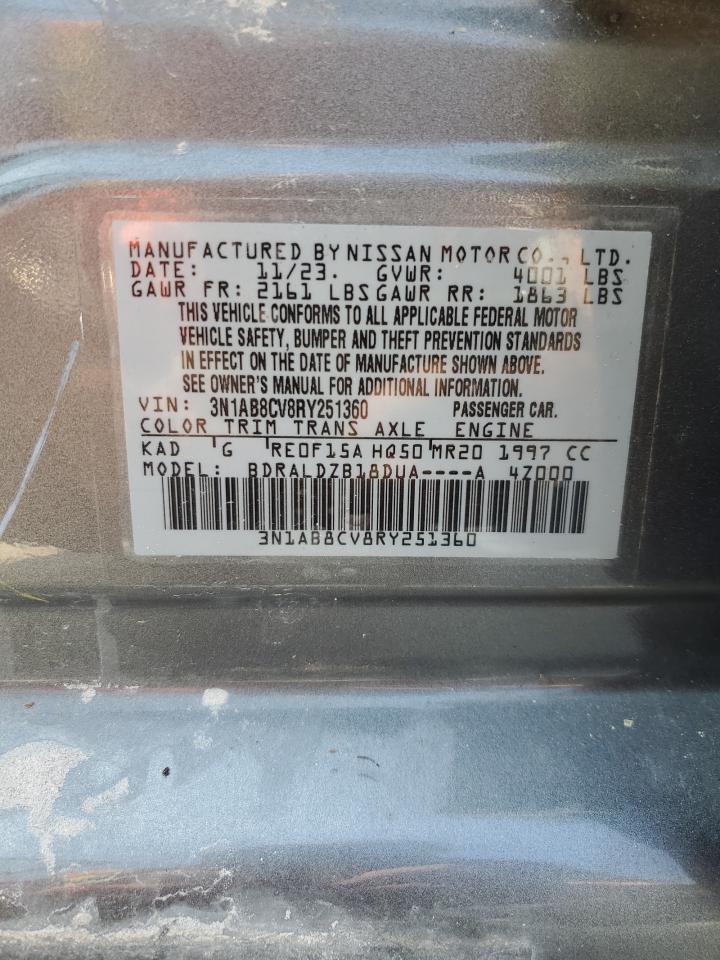 MANUFACTURED BY NISSAN MOTOR CO., LTD.
DATE: 11/23. GVWR: 4001 LBS
GAWR FR: 2161 LBS GAWR RR: 1863 LBS
THIS VEHICLE CONFORMS TO ALL APPLICABLE FEDERAL MOTOR
VEHICLE SAFETY, BUMPER AND THEFT PREVENTION STANDARDS
IN EFFECT ON THE DATE OF MANUFACTURE SHOWN ABOVE.
SEE OWNER'S MANUAL FOR ADDITIONAL INFORMATION.
VIN: 3N1AB8CV8RY251360 PASSENGER CAR.
COLOR TRIM TRANS AXLE ENGINE
KAD G RE0F15A HQ50 MR20 1997 CC
MODEL: BDRALDZB18DUA----A 4Z000
3N1AB8CV8RY251360